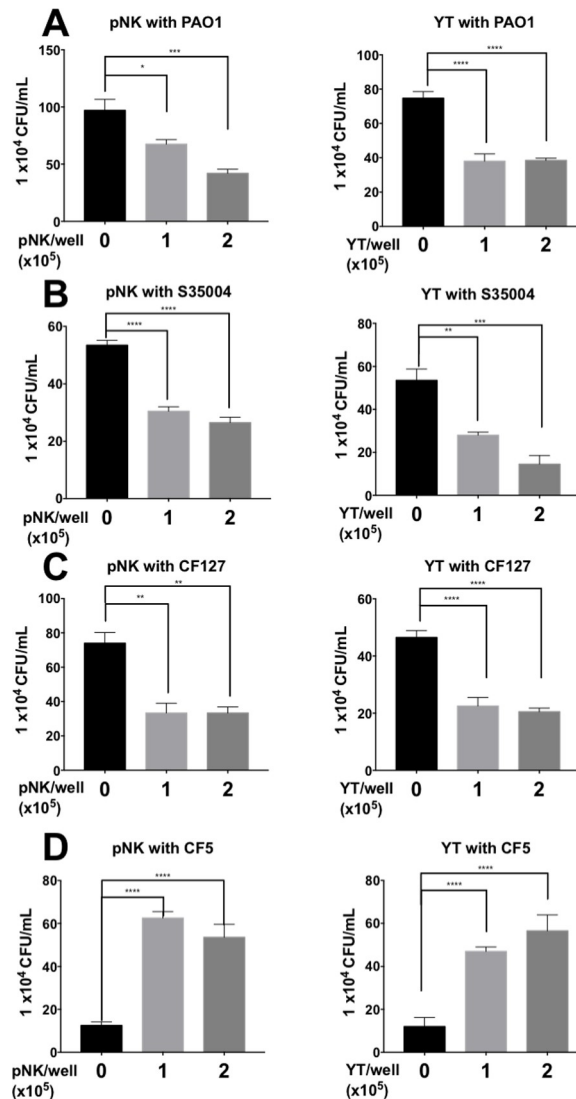 A
pNK with PAO1
1 x10⁴ CFU/mL
150
100
50
0
***
*
pNK/well 0 1 2
(x10⁵)
YT with PAO1
1 x10⁴ CFU/mL
100
80
60
40
20
0
****
****
YT/well 0 1 2
(x10⁵)
B
pNK with S35004
1 x10⁴ CFU/mL
60
40
20
0
****
****
pNK/well 0 1 2
(x10⁵)
YT with S35004
1 x10⁴ CFU/mL
80
60
40
20
0
***
**
YT/well 0 1 2
(x10⁵)
C
pNK with CF127
1 x10⁴ CFU/mL
100
80
60
40
20
0
**
**
pNK/well 0 1 2
(x10⁵)
YT with CF127
1 x10⁴ CFU/mL
60
40
20
0
****
****
YT/well 0 1 2
(x10⁵)
D
pNK with CF5
1 x10⁴ CFU/mL
80
60
40
20
0
****
****
pNK/well 0 1 2
(x10⁵)
YT with CF5
1 x10⁴ CFU/mL
80
60
40
20
0
****
****
YT/well 0 1 2
(x10⁵)